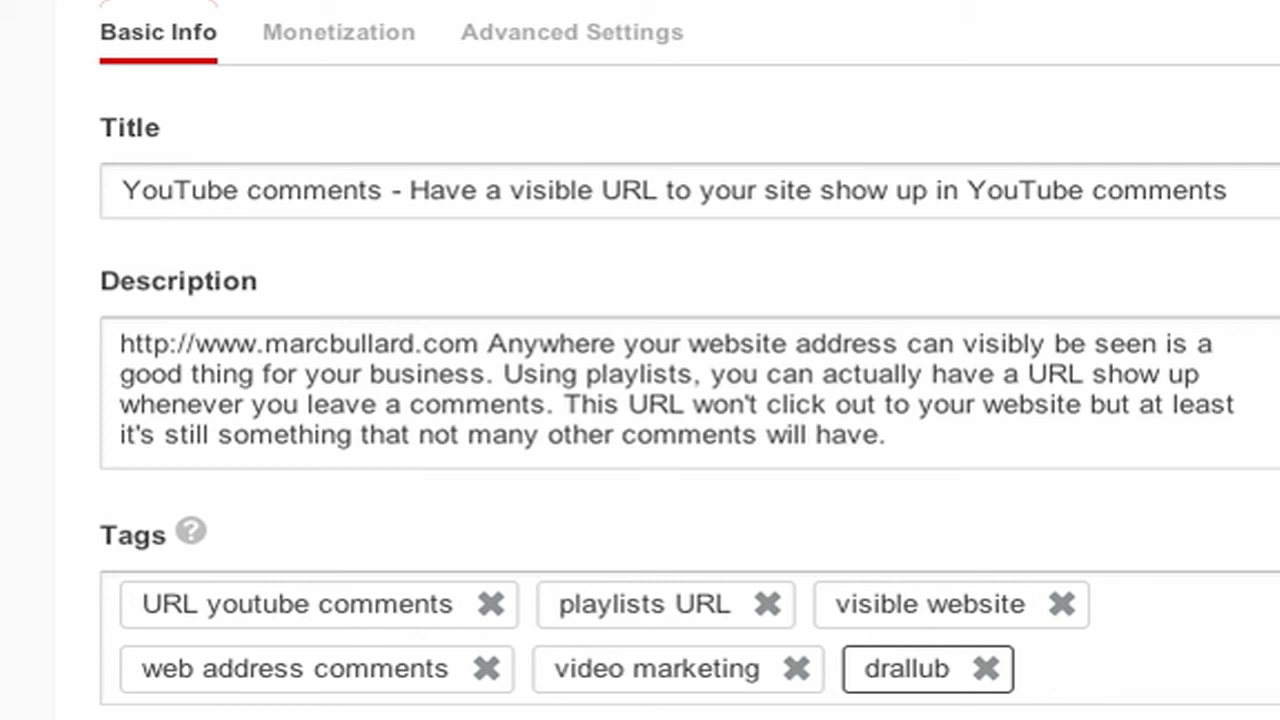 Basic Info Monetization Advanced Settings
Title
YouTube comments - Have a visible URL to your site show up in YouTube comments
Description
http://www.marcbullard.com Anywhere your website address can visibly be seen is a
good thing for your business. Using playlists, you can actually have a URL show up
whenever you leave a comments. This URL won't click out to your website but at least
it's still something that not many other comments will have.
Tags ?
URL youtube comments ✖ playlists URL ✖ visible website ✖
web address comments ✖ video marketing ✖ drallub ✖